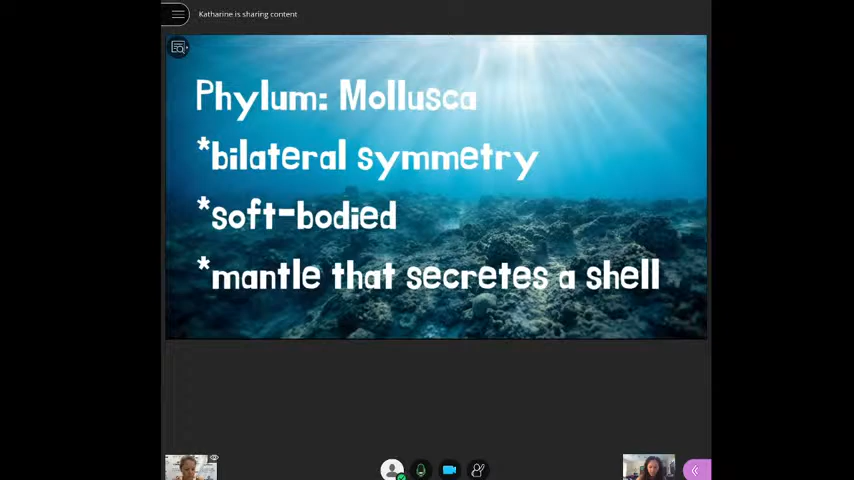 Katharine is sharing content
Phylum: Mollusca
*bilateral symmetry
*soft-bodied
*mantle that secretes a shell